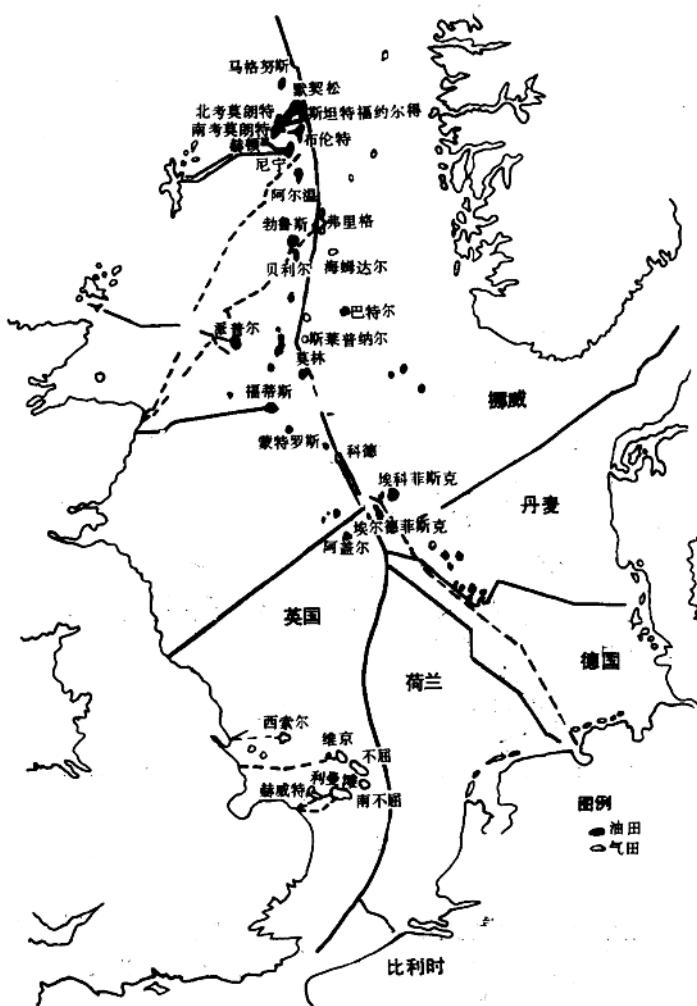 马格努斯
默契松
北考莫朗特
斯坦特福约尔得
南考莫朗特
布伦特
赫顿
尼宁
阿尔温
勃鲁斯
弗里格
贝利尔
海姆达尔
巴特尔
派普尔
斯莱普纳尔
莫林
福蒂斯
挪威
蒙特罗斯
科德
埃科菲斯克
丹麦
埃尔德菲斯克
阿盖尔
英国
德国
荷兰
西索尔
维京
不屈
利曼滩
赫威特
南不屈
图例
油田
气田
比利时